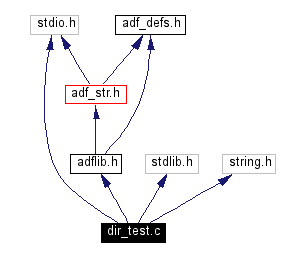 stdio.h
adf_defs.h
adf_str.h
adflib.h
stdlib.h
string.h
dir_test.c